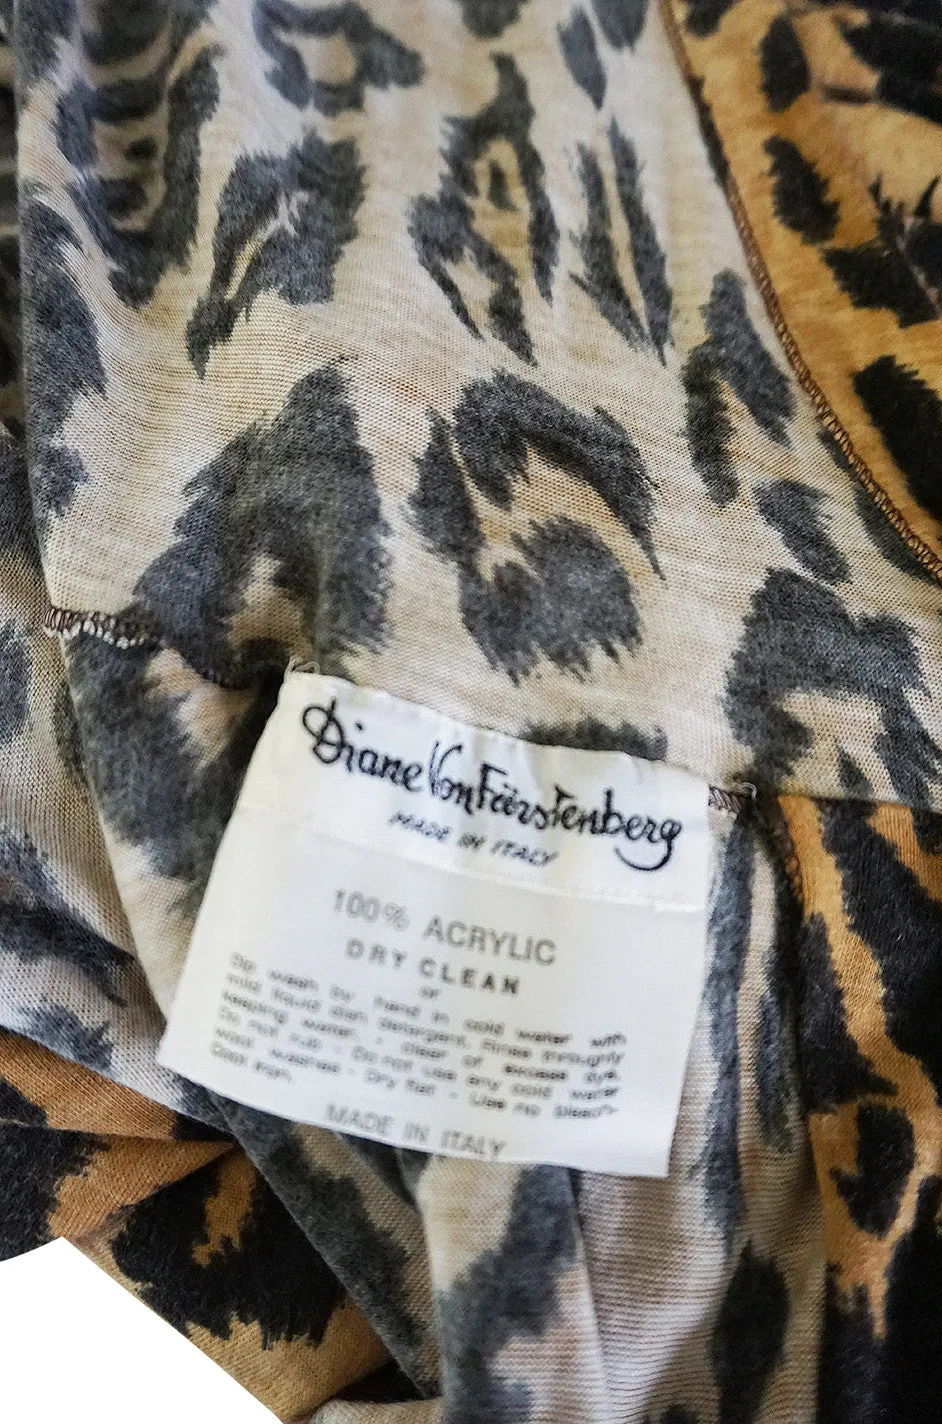 Diane Von Fürstenberg
MADE IN ITALY
100% ACRYLIC
DRY CLEAN
or
Dip wash by hand in cold water with
mild liquid dish detergent. Rinse throughly
keeping water clear of excess dye.
Do not rub - Do not use any cold water
wool washes - Dry flat - Use no bleach-
Cool iron.
MADE IN ITALY